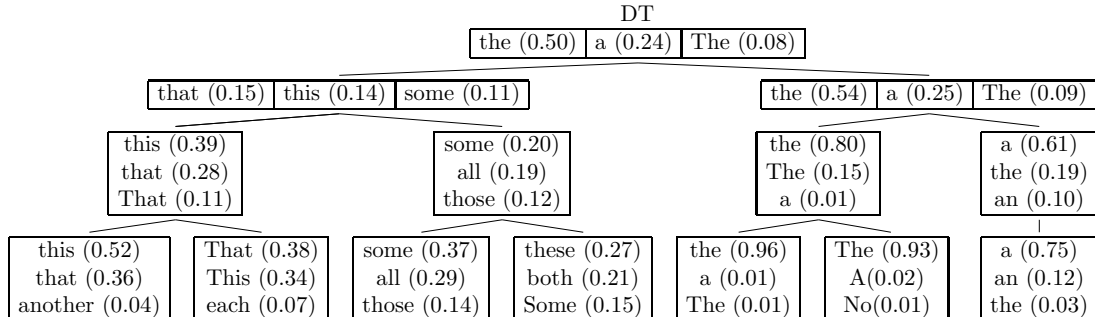 DT
the (0.50) a (0.24) The (0.08)
that (0.15) this (0.14) some (0.11)
the (0.54) a (0.25) The (0.09)
this (0.39)
that (0.28)
That (0.11)
some (0.20)
all (0.19)
those (0.12)
the (0.80)
The (0.15)
a (0.01)
a (0.61)
the (0.19)
an (0.10)
this (0.52)
that (0.36)
another (0.04)
That (0.38)
This (0.34)
each (0.07)
some (0.37)
all (0.29)
those (0.14)
these (0.27)
both (0.21)
Some (0.15)
the (0.96)
a (0.01)
The (0.01)
The (0.93)
A(0.02)
No(0.01)
a (0.75)
an (0.12)
the (0.03)